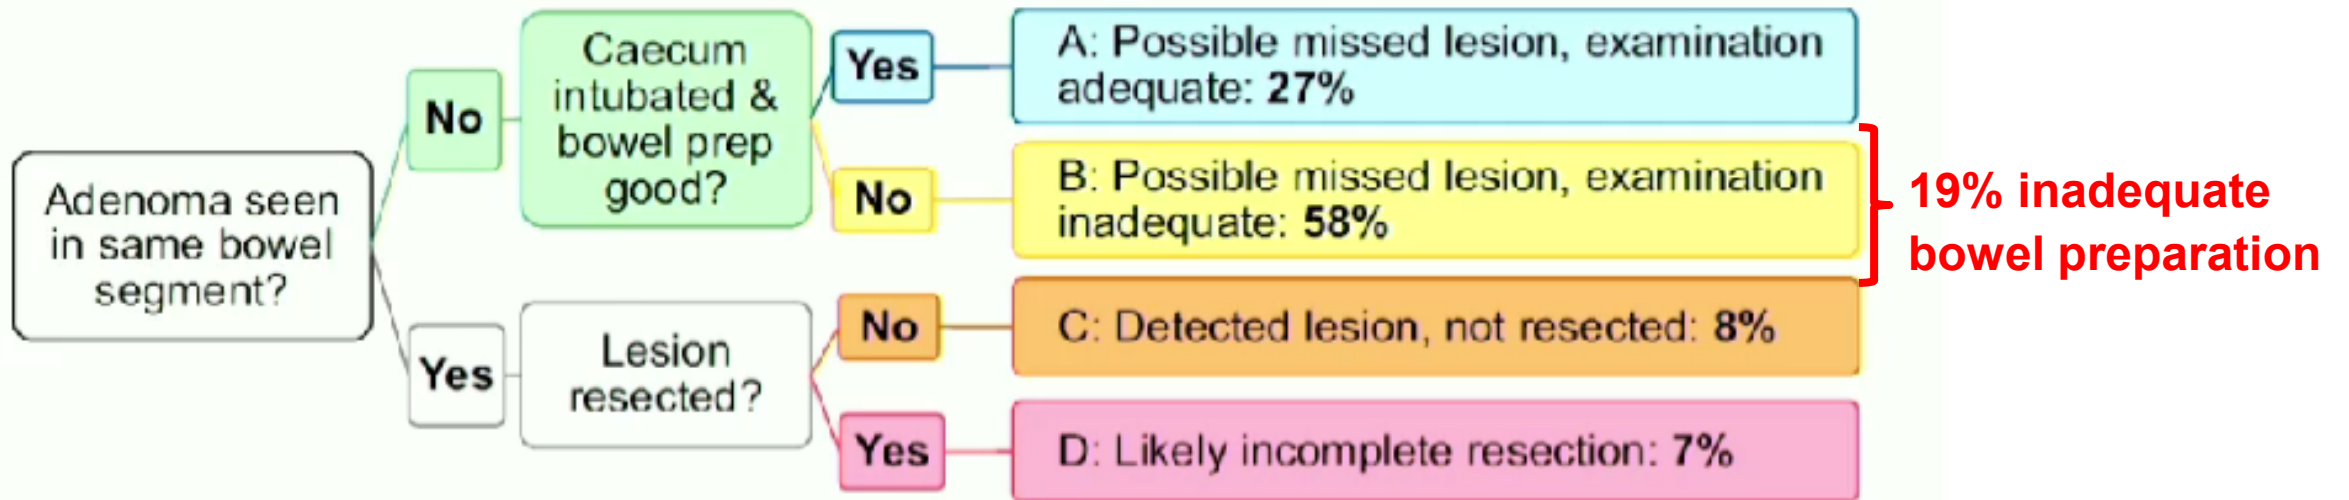 Adenoma seen
in same bowel
segment?
No
Caecum
intubated &
bowel prep
good?
Yes
A: Possible missed lesion, examination
adequate: 27%
No
B: Possible missed lesion, examination
inadequate: 58%
19% inadequate
bowel preparation
Yes
Lesion
resected?
No
C: Detected lesion, not resected: 8%
Yes
D: Likely incomplete resection: 7%